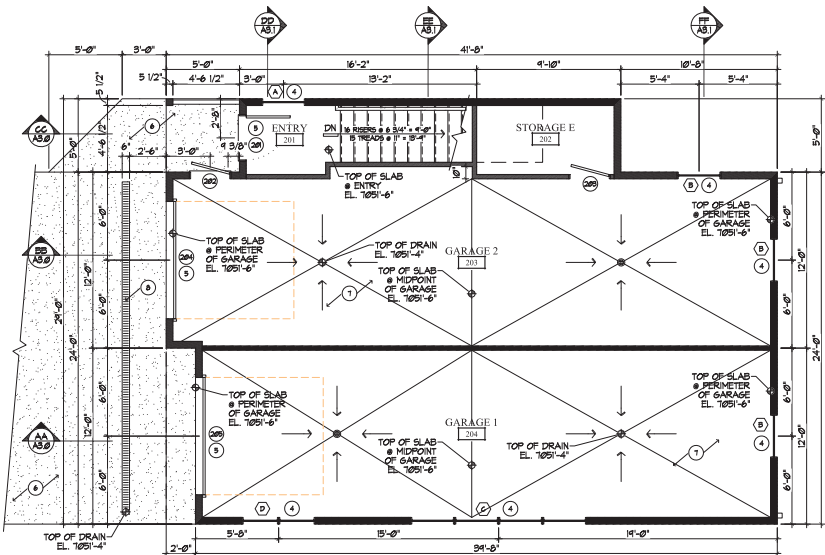 DD
A3.1
EE
A3.1
FF
A3.1
5'-0"
3'-0"
41'-8"
5'-0"
16'-2"
9'-10"
10'-8"
5 1/2"
4'-6 1/2"
3'-0"
13'-2"
5'-4"
5'-4"
A
4
5 1/2"
2'-8"
CC
A3.0
6
5
201
ENTRY
201
DN
16 RISERS @ 6 3/4" = 9'-0"
15 TREADS @ 11" = 13'-9"
STORAGE E
202
5'-0"
4'-6 1/2"
6"
2'-6"
3'-0"
9 3/8"
202
TOP OF SLAB
@ ENTRY
EL. 7051'-6"
10"
203
B
4
TOP OF SLAB
@ PERIMETER
OF GARAGE
EL. 7051'-6"
6'-0"
6'-0"
BB
A3.0
204
5
TOP OF SLAB
@ PERIMETER
OF GARAGE
EL. 7051'-6"
TOP OF DRAIN
EL. 7051'-4"
GARAGE 2
203
TOP OF SLAB
@ MIDPOINT
OF GARAGE
EL. 7051'-6"
B
4
12'-0"
12'-0"
8
7
29'-0"
24'-0"
6'-0"
6'-0"
24'-0"
TOP OF SLAB
@ PERIMETER
OF GARAGE
EL. 7051'-6"
TOP OF SLAB
@ PERIMETER
OF GARAGE
EL. 7051'-6"
6'-0"
6'-0"
AA
A3.0
12'-0"
205
5
GARAGE 1
204
TOP OF SLAB
@ MIDPOINT
OF GARAGE
EL. 7051'-6"
TOP OF DRAIN
EL. 7051'-4"
7
B
4
12'-0"
6
6'-0"
6'-0"
D
4
C
4
TOP OF DRAIN
EL. 7051'-4"
5'-8"
15'-0"
19'-0"
2'-0"
39'-8"